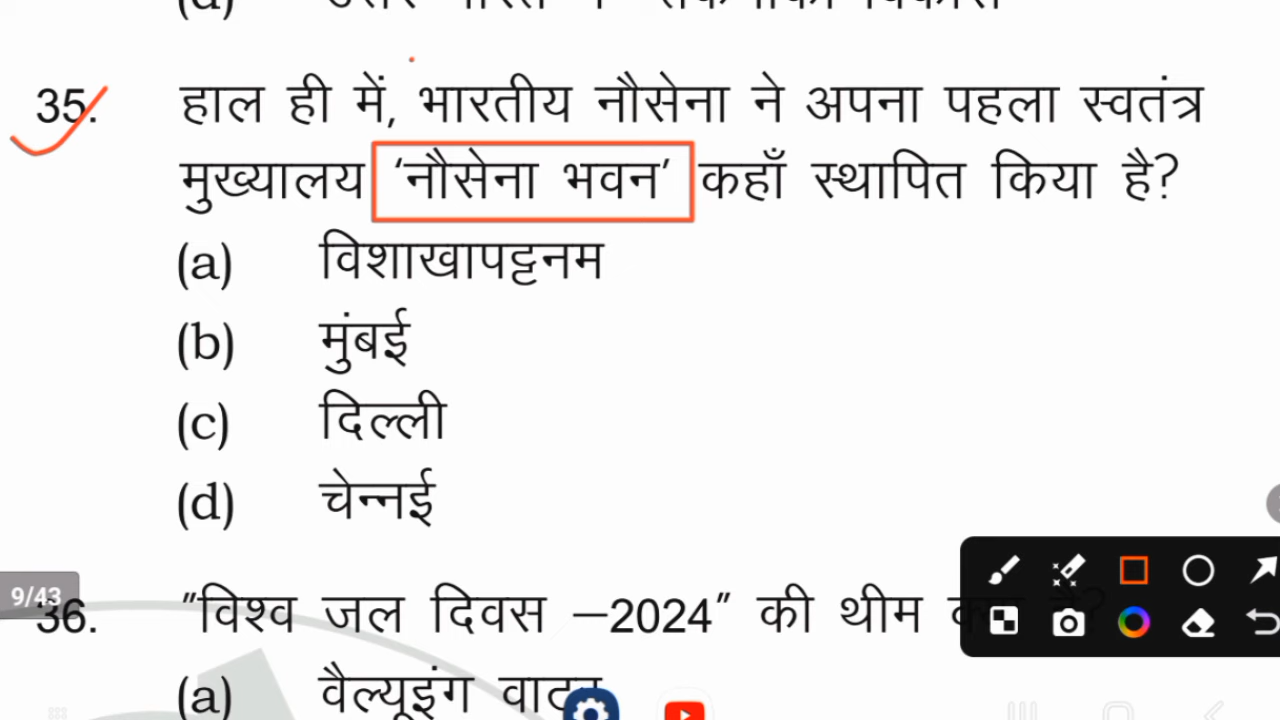 35. हाल ही में, भारतीय नौसेना ने अपना पहला स्वतंत्र
मुख्यालय ‘नौसेना भवन’ कहाँ स्थापित किया है?
(a) विशाखापट्टनम
(b) मुंबई
(c) दिल्ली
(d) चेन्नई
9/43
36. "विश्व जल दिवस –2024" की थीम
(a) वैल्यूइंग